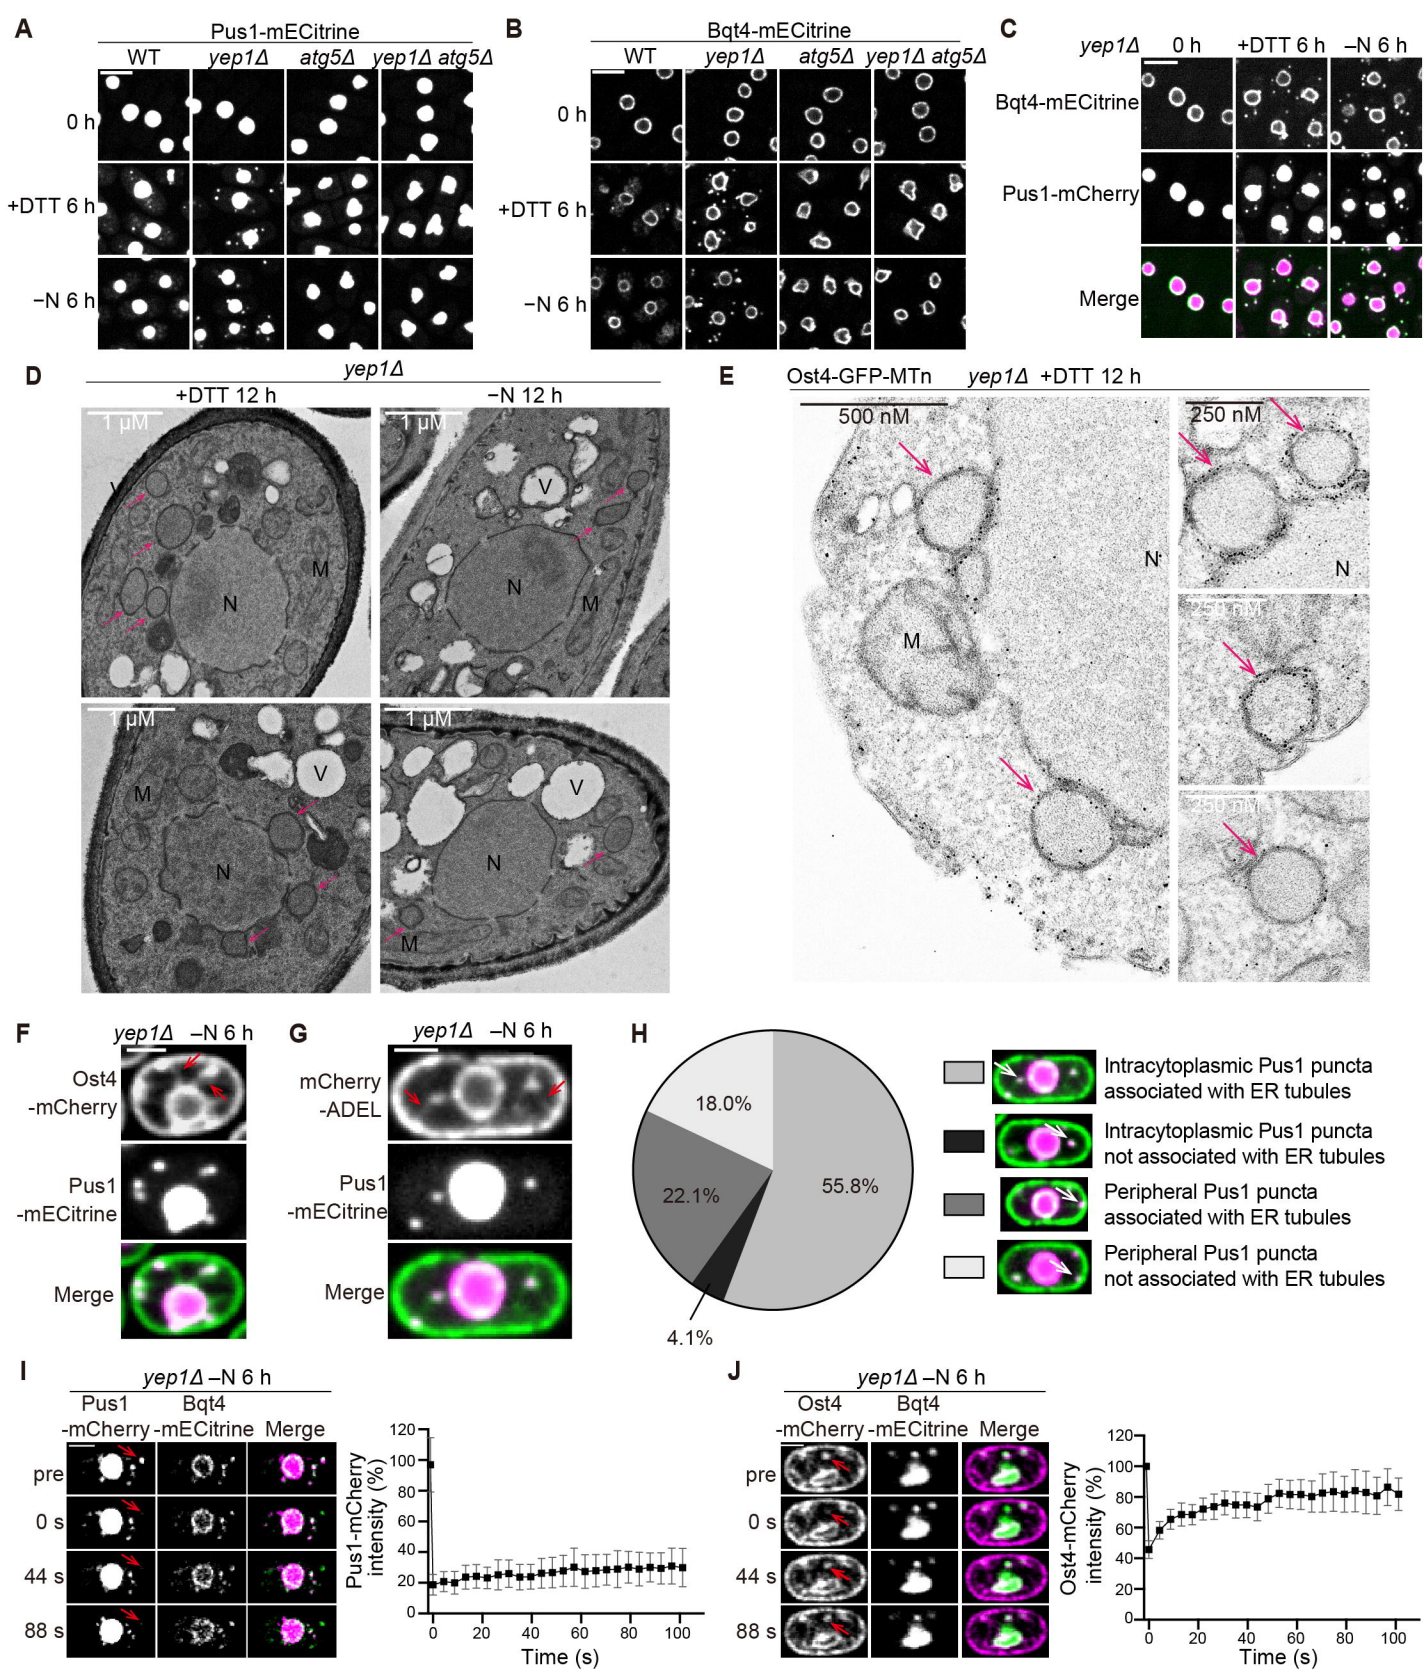 A
Pus1-mECitrine
WT yep1Δ atg5Δ yep1Δ atg5Δ
0 h
+DTT 6 h
−N 6 h
B
Bqt4-mECitrine
WT yep1Δ atg5Δ yep1Δ atg5Δ
0 h
+DTT 6 h
−N 6 h
C
yep1Δ 0 h +DTT 6 h −N 6 h
Bqt4-mECitrine
Pus1-mCherry
Merge
D
yep1Δ
+DTT 12 h −N 12 h
1 µM 1 µM
V V
M
N N M
1 µM 1 µM
V V
M
N N
M
E
Ost4-GFP-MTn yep1Δ +DTT 12 h
500 nM 250 nM
N N
M
250 nM
250 nM
F
yep1Δ −N 6 h
Ost4
-mCherry
Pus1
-mECitrine
Merge
G
yep1Δ −N 6 h
mCherry
-ADEL
Pus1
-mECitrine
Merge
H
18.0%
22.1%
55.8%
4.1%
Intracytoplasmic Pus1 puncta
associated with ER tubules
Intracytoplasmic Pus1 puncta
not associated with ER tubules
Peripheral Pus1 puncta
associated with ER tubules
Peripheral Pus1 puncta
not associated with ER tubules
I
yep1Δ −N 6 h
Pus1 Bqt4
-mCherry -mECitrine Merge
pre
0 s
44 s
88 s
Pus1-mCherry
intensity (%)
120
100
80
60
40
20
0
0 20 40 60 80 100
Time (s)
J
yep1Δ −N 6 h
Ost4 Bqt4
-mCherry -mECitrine Merge
pre
0 s
44 s
88 s
Ost4-mCherry
intensity (%)
120
100
80
60
40
20
0
0 20 40 60 80 100
Time (s)